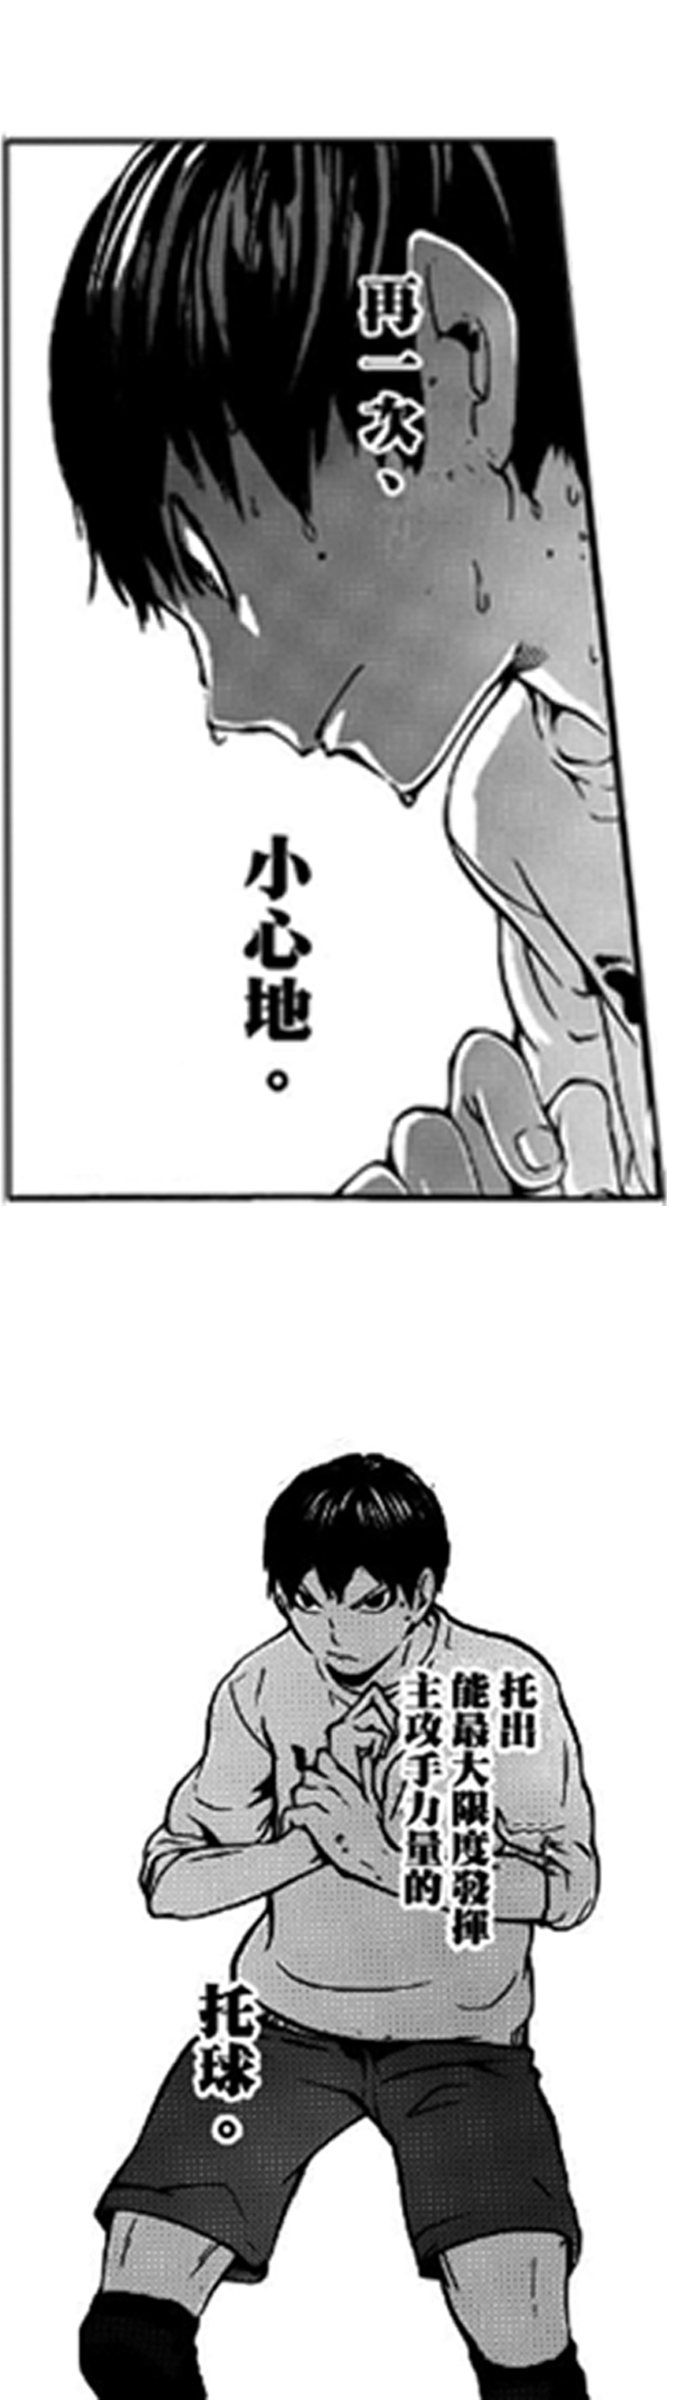 再一次、
小心地。
托出
能最大限度發揮
主攻手力量的
托球。